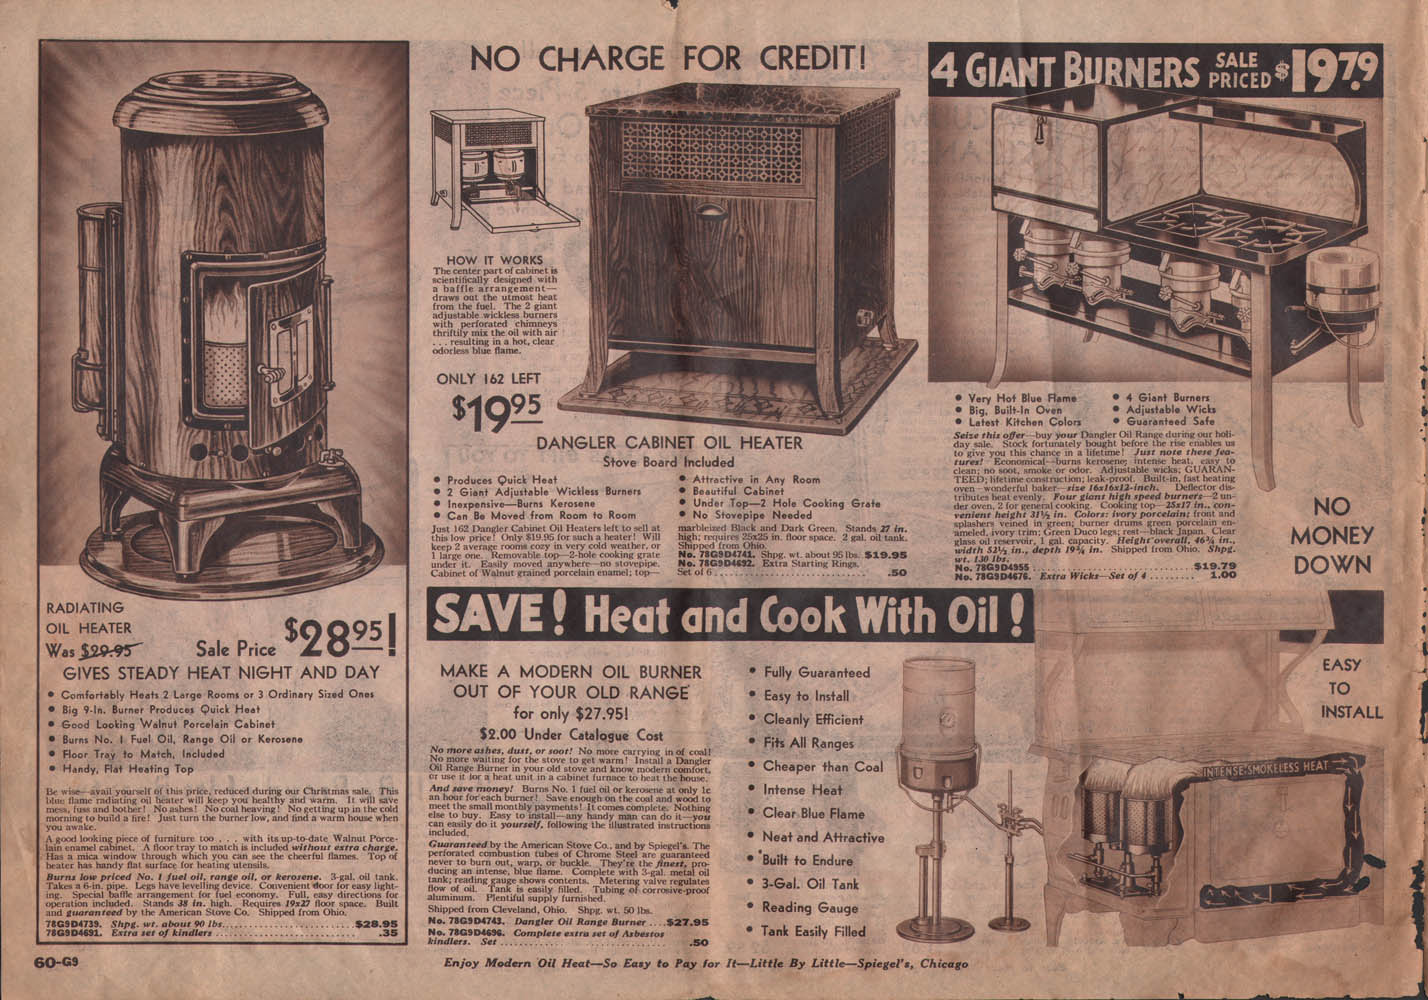 RADIATING
OIL HEATER
Was $29.95
Sale Price $28.95!
GIVES STEADY HEAT NIGHT AND DAY
• Comfortably Heats 2 Large Rooms or 3 Ordinary Sized Ones
• Big 9-In. Burner Produces Quick Heat
• Good Looking Walnut Porcelain Cabinet
• Burns No. 1 Fuel Oil, Range Oil or Kerosene
• Floor Tray to Match, Included
• Handy, Flat Heating Top
Be wise—avail yourself of this price, reduced during our Christmas sale. This
blue flame radiating oil heater will keep you healthy and warm. It will save
mess, fuss and bother! No ashes! No coal heaving! No getting up in the cold
morning to build a fire! Just turn the burner low, and find a warm house when
you awake.
A good looking piece of furniture too . . . . with its up-to-date Walnut Porce-
lain enamel cabinet. A floor tray to match is included without extra charge.
Has a mica window through which you can see the cheerful flames. Top of
heater has handy flat surface for heating utensils.
Burns low priced No. 1 fuel oil, range oil, or kerosene. 3-gal. oil tank.
Takes a 6-in. pipe. Legs have levelling device. Convenient door for easy light-
ing. Special baffle arrangement for fuel economy. Full, easy directions for
operation included. Stands 38 in. high. Requires 19x27 floor space. Built
and guaranteed by the American Stove Co. Shipped from Ohio.
78G9D4739. Shpg. wt. about 90 lbs. $28.95
78G9D4691. Extra set of kindlers .35
60-G9
NO CHARGE FOR CREDIT!
HOW IT WORKS
The center part of cabinet is
scientifically designed with
a baffle arrangement—
draws out the utmost heat
from the fuel. The 2 giant
adjustable wickless burners
with perforated chimneys
thriftily mix the oil with air
. . . resulting in a hot, clear
odorless blue flame.
ONLY 162 LEFT
$19.95
DANGLER CABINET OIL HEATER
Stove Board Included
• Produces Quick Heat
• 2 Giant Adjustable Wickless Burners
• Inexpensive—Burns Kerosene
• Can Be Moved from Room to Room
• Attractive in Any Room
• Beautiful Cabinet
• Under Top—2 Hole Cooking Grate
• No Stovepipe Needed
Just 162 Dangler Cabinet Oil Heaters left to sell at
this low price! Only $19.95 for such a heater! Will
keep 2 average rooms cozy in very cold weather, or
1 large one. Removable top—2-hole cooking grate
under it. Easily moved anywhere—no stovepipe.
Cabinet of Walnut grained porcelain enamel; top—
marbleized Black and Dark Green. Stands 27 in.
high; requires 25x25 in. floor space. 2 gal. oil tank.
Shipped from Ohio.
No. 78G9D4741. Shpg. wt. about 95 lbs. $19.95
No. 78G9D4692. Extra Starting Rings.
Set of 6 .50
4 GIANT BURNERS SALE PRICED $19.79
• Very Hot Blue Flame
• Big, Built-In Oven
• Latest Kitchen Colors
• 4 Giant Burners
• Adjustable Wicks
• Guaranteed Safe
Seize this offer—buy your Dangler Oil Range during our holi-
day sale. Stock fortunately bought before the rise enables us
to give you this chance in a lifetime! Just note these fea-
tures! Economical—burns kerosene; intense heat, easy to
clean; no soot, smoke or odor. Adjustable wicks; GUARAN-
TEED; lifetime construction; leak-proof. Built-in, fast heating
oven—wonderful baker—size 16x16x12-inch. Deflector dis-
tributes heat evenly. Four giant high speed burners—2 un-
der oven, 2 for general cooking. Cooking top—25x17 in., con-
venient height 31½ in. Colors: ivory porcelain; front and
splashers veined in green; burner drums green porcelain en-
ameled, ivory trim; Green Duco legs; rest—black Japan. Clear
glass oil reservoir, 1 gal. capacity. Height overall, 46¾ in.,
width 52½ in., depth 19¾ in. Shipped from Ohio. Shpg.
wt. 130 lbs.
No. 78G9D4955 $19.79
No. 78G9D4676. Extra Wicks—Set of 4 1.00
NO
MONEY
DOWN
SAVE! Heat and Cook With Oil!
MAKE A MODERN OIL BURNER
OUT OF YOUR OLD RANGE
for only $27.95!
$2.00 Under Catalogue Cost
No more ashes, dust, or soot! No more carrying in of coal!
No more waiting for the stove to get warm! Install a Dangler
Oil Range Burner in your old stove and know modern comfort,
or use it for a heat unit in a cabinet furnace to heat the house.
And save money! Burns No. 1 fuel oil or kerosene at only 1c
an hour for each burner! Save enough on the coal and wood to
meet the small monthly payments! It comes complete. Nothing
else to buy. Easy to install—any handy man can do it—you
can easily do it yourself, following the illustrated instructions
included.
Guaranteed by the American Stove Co., and by Spiegel's. The
perforated combustion tubes of Chrome Steel are guaranteed
never to burn out, warp, or buckle. They're the finest, pro-
ducing an intense, blue flame. Complete with 3-gal. metal oil
tank; reading gauge shows contents. Metering valve regulates
flow of oil. Tank is easily filled. Tubing of corrosive-proof
aluminum. Plentiful supply furnished.
Shipped from Cleveland, Ohio. Shpg. wt. 50 lbs.
No. 78G9D4743. Dangler Oil Range Burner $27.95
No. 78G9D4696. Complete extra set of Asbestos
kindlers. Set .50
• Fully Guaranteed
• Easy to Install
• Cleanly Efficient
• Fits All Ranges
• Cheaper than Coal
• Intense Heat
• Clear Blue Flame
• Neat and Attractive
• Built to Endure
• 3-Gal. Oil Tank
• Reading Gauge
• Tank Easily Filled
EASY
TO
INSTALL
INTENSE-SMOKELESS HEAT
Enjoy Modern Oil Heat—So Easy to Pay for It—Little By Little—Spiegel's, Chicago